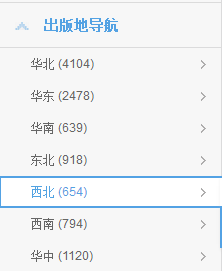 出版地导航
华北 (4104)
华东 (2478)
华南 (639)
东北 (918)
西北 (654)
西南 (794)
华中 (1120)